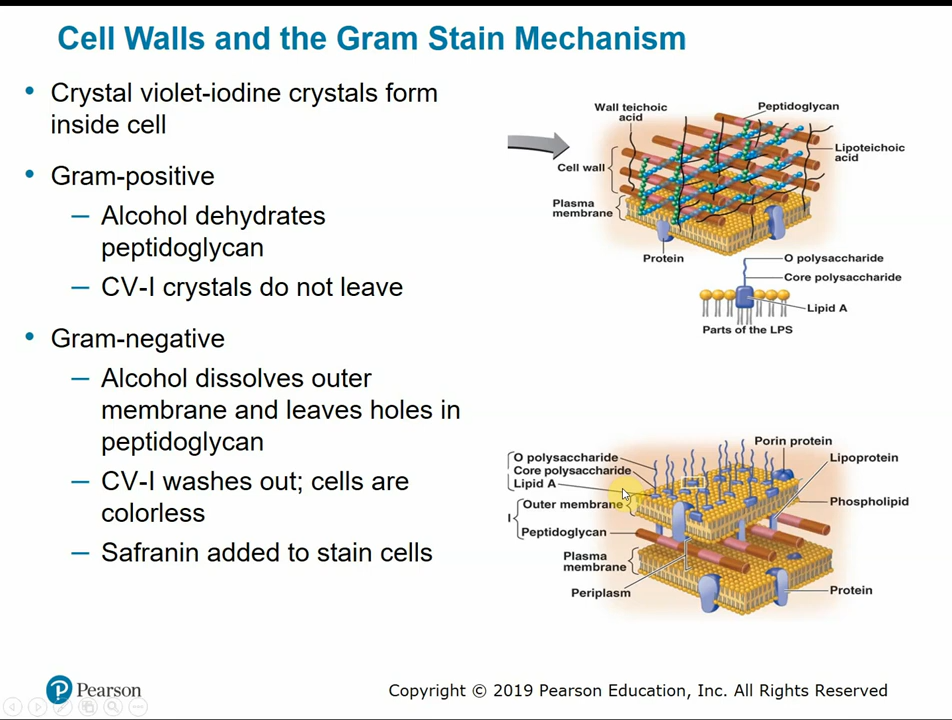 Cell Walls and the Gram Stain Mechanism
• Crystal violet-iodine crystals form
inside cell
• Gram-positive
– Alcohol dehydrates
peptidoglycan
– CV-I crystals do not leave
• Gram-negative
– Alcohol dissolves outer
membrane and leaves holes in
peptidoglycan
– CV-I washes out; cells are
colorless
– Safranin added to stain cells
Wall teichoic
acid
Peptidoglycan
Lipoteichoic
acid
Cell wall
Plasma
membrane
Protein
O polysaccharide
Core polysaccharide
Lipid A
Parts of the LPS
Porin protein
O polysaccharide
Core polysaccharide
Lipid A
Lipoprotein
Outer membrane
Phospholipid
Peptidoglycan
Plasma
membrane
Periplasm
Protein
P Pearson
Copyright © 2019 Pearson Education, Inc. All Rights Reserved